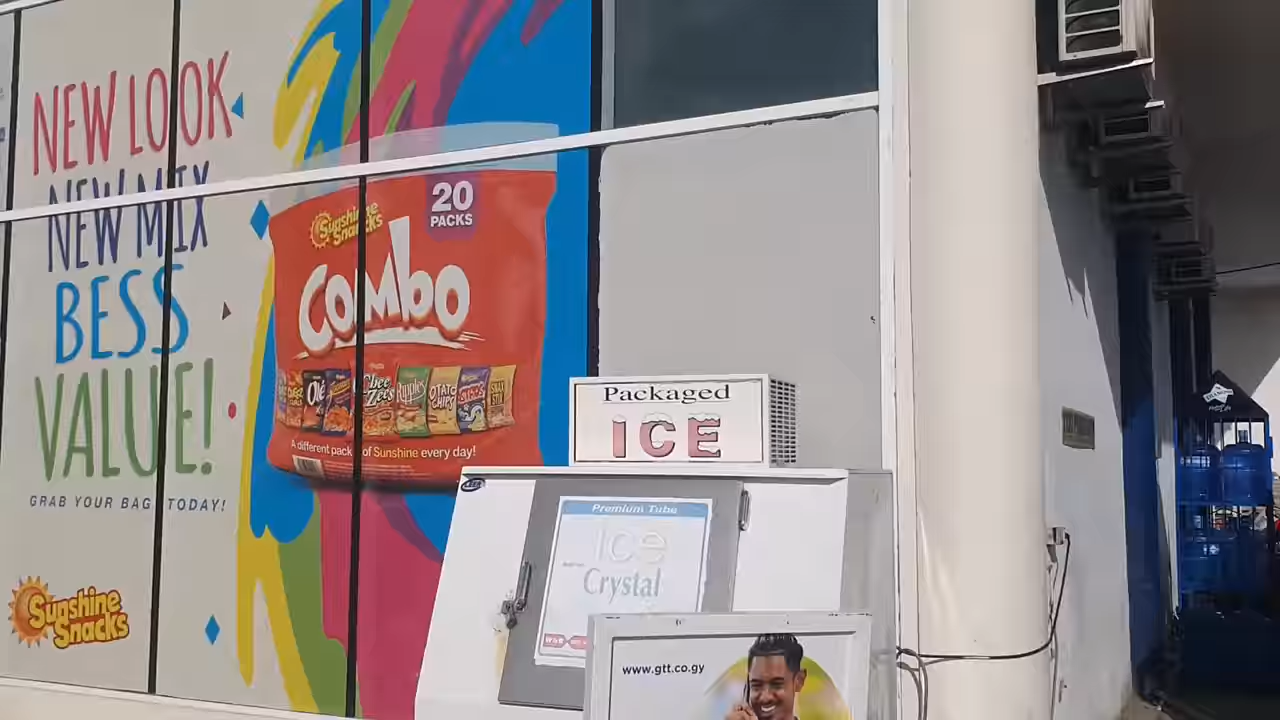 NEW LOOK
NEW MIX
BESS
VALUE!
GRAB YOUR BAG TODAY!
Sunshine
Snacks
20
PACKS
Sunshine
Snacks
Combo
Olé
Chee
Zees
Ripples
POTATO
CHIPS
A different pack of Sunshine every day!
Packaged
ICE
Premium Tube
Ice
Crystal
www.gtt.co.gy